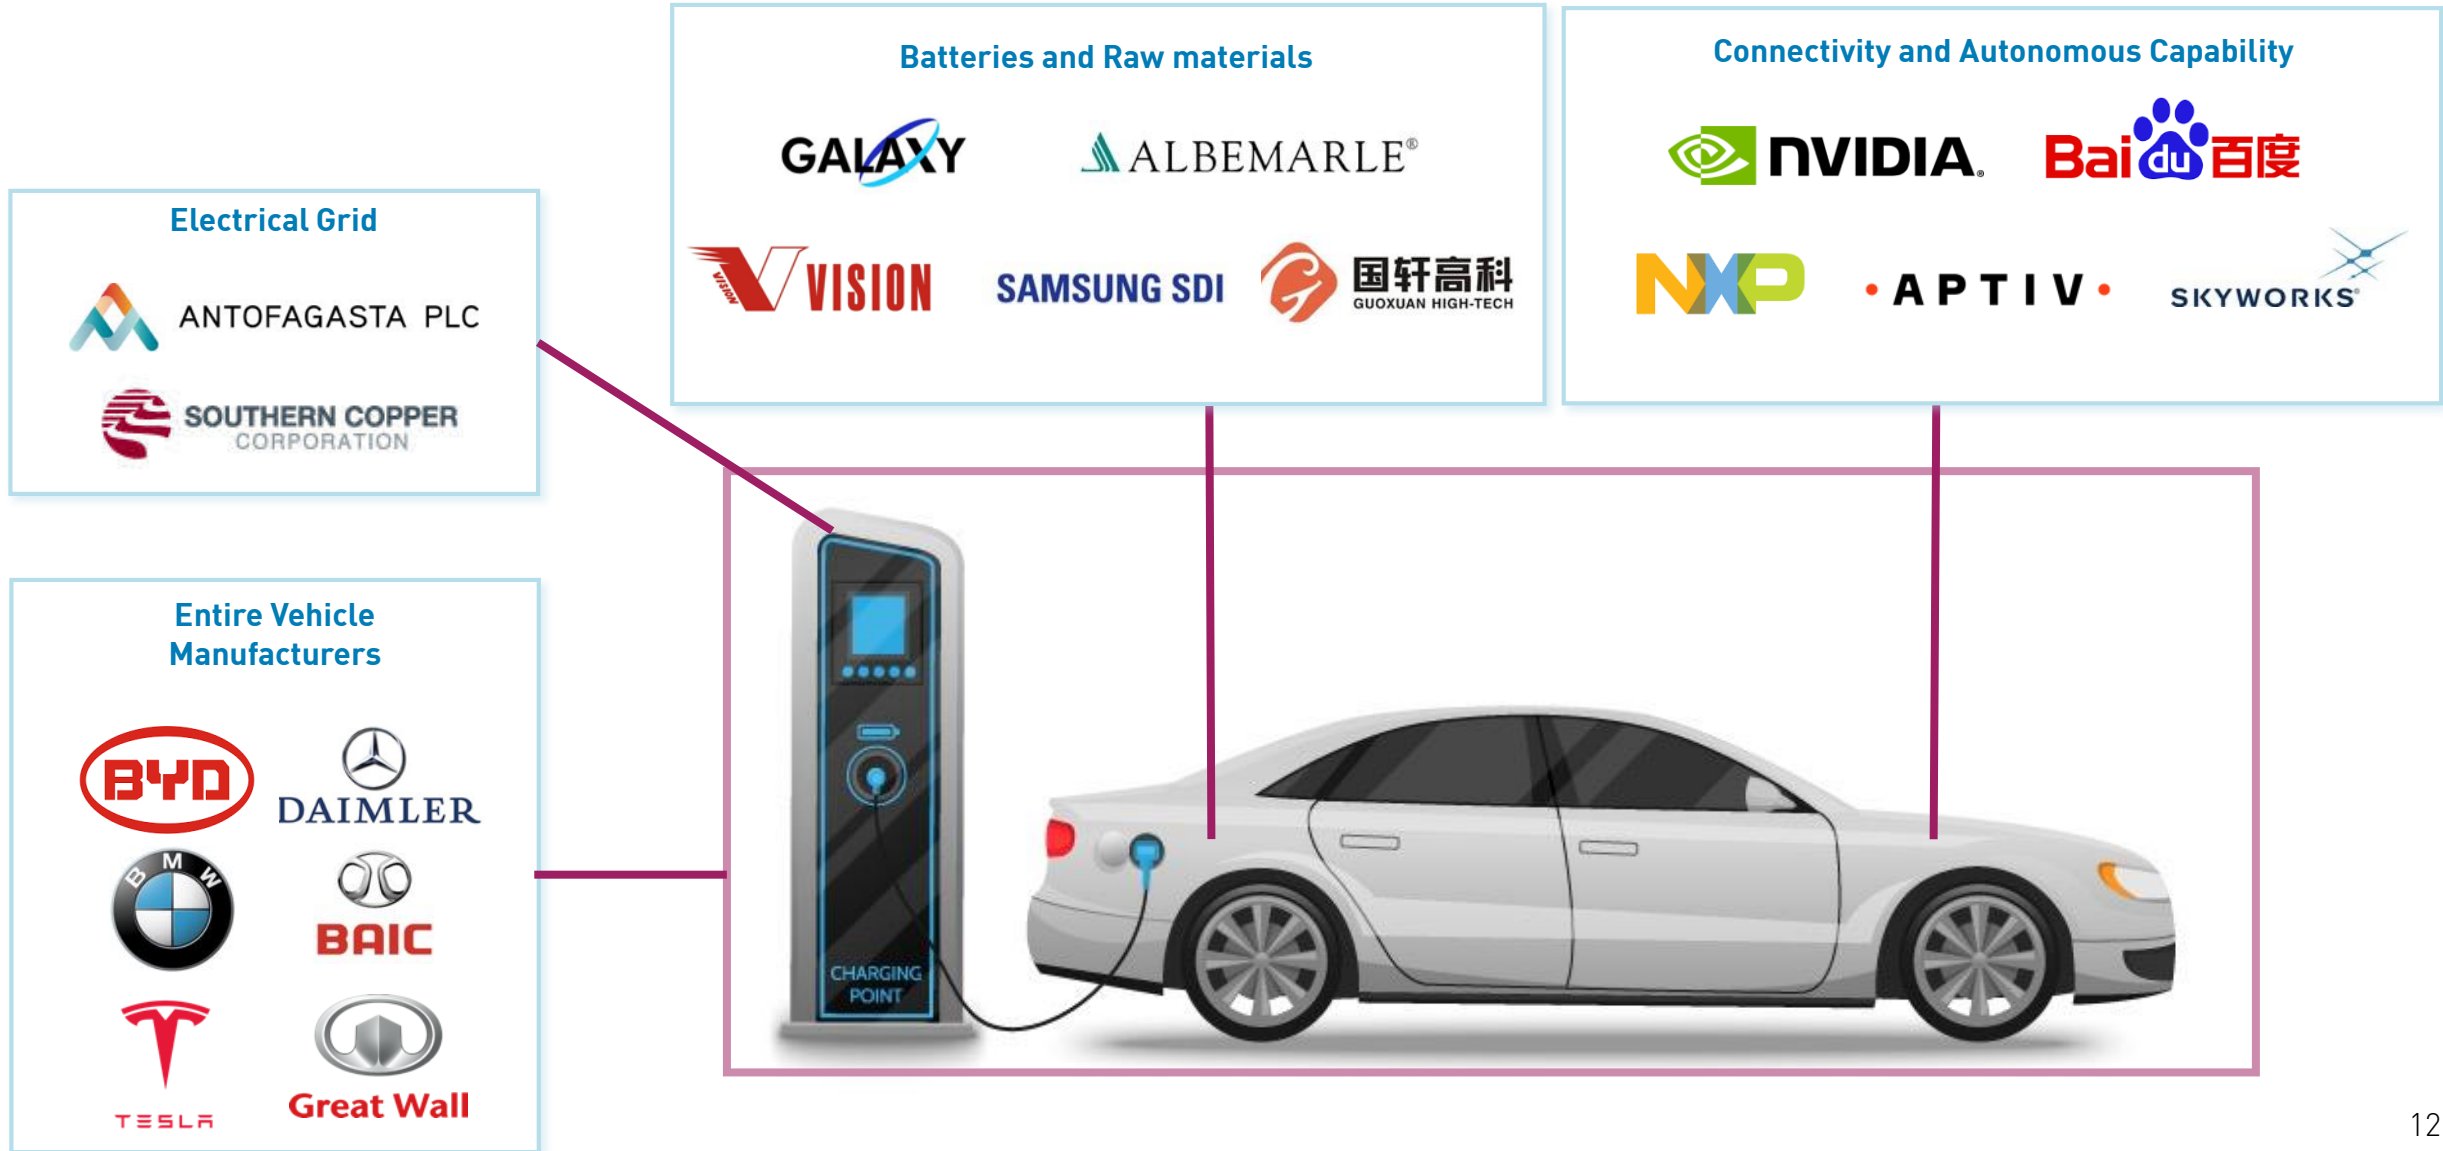 Batteries and Raw materials
GALAXY
ALBEMARLE®
VISION
VISION
SAMSUNG SDI
国轩高科
GUOXUAN HIGH-TECH
Connectivity and Autonomous Capability
NVIDIA.
Bai du 百度
NXP
• APTIV •
SKYWORKS®
Electrical Grid
ANTOFAGASTA PLC
SOUTHERN COPPER
CORPORATION
Entire Vehicle
Manufacturers
BYD
DAIMLER
BMW
BAIC
TESLA
Great Wall
CHARGING
POINT
12